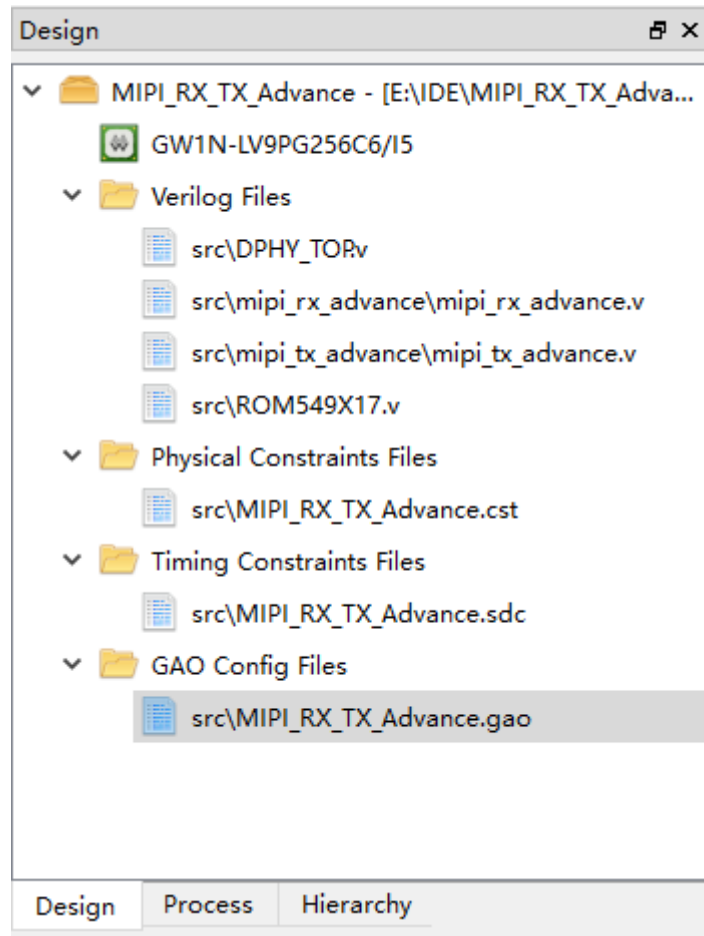 Design
MIPI_RX_TX_Advance - [E:\IDE\MIPI_RX_TX_Adva...
GW1N-LV9PG256C6/I5
Verilog Files
src\DPHY_TOP.v
src\mipi_rx_advance\mipi_rx_advance.v
src\mipi_tx_advance\mipi_tx_advance.v
src\ROM549X17.v
Physical Constraints Files
src\MIPI_RX_TX_Advance.cst
Timing Constraints Files
src\MIPI_RX_TX_Advance.sdc
GAO Config Files
src\MIPI_RX_TX_Advance.gao
Design Process Hierarchy